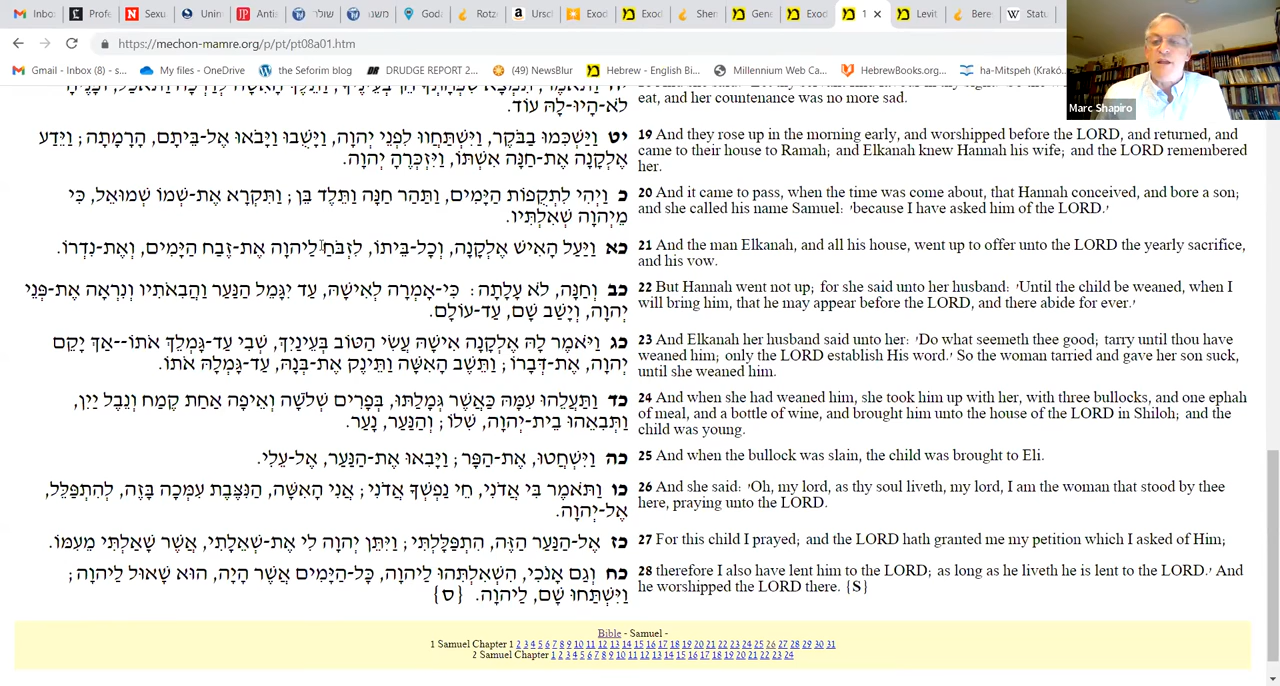 Inbo
Profe
Sexu
Unin
Antie
שולר
משנו
Goda
Rotze
Ursch
Exod
Exod
Shen
Gene
Exod
1
Levit
Bere
Statu
https://mechon-mamre.org/p/pt/pt08a01.htm
Gmail - Inbox (8) - s...
My files - OneDrive
the Seforim blog
DRUDGE REPORT 2...
(49) NewsBlur
Hebrew - English Bi...
Millennium Web Ca...
HebrewBooks.org...
ha-Mitspeh (Krakó...
Marc Shapiro
לא-הָיוּ-לָהּ עוֹד.
eat, and her countenance was no more sad.
יט וַיַּשְׁכִּמוּ בַבֹּקֶר, וַיִּשְׁתַּחֲווּ לִפְנֵי יְהוָה, וַיָּשֻׁבוּ וַיָּבֹאוּ אֶל-בֵּיתָם, הָרָמָתָה; וַיֵּדַע
אֶלְקָנָה אֶת-חַנָּה אִשְׁתּוֹ, וַיִּזְכְּרֶהָ יְהוָה.
19 And they rose up in the morning early, and worshipped before the LORD, and returned, and
came to their house to Ramah; and Elkanah knew Hannah his wife; and the LORD remembered
her.
כ וַיְהִי לִתְקֻפוֹת הַיָּמִים, וַתַּהַר חַנָּה וַתֵּלֶד בֵּן; וַתִּקְרָא אֶת-שְׁמוֹ שְׁמוּאֵל, כִּי
מֵיְהוָה שְׁאִלְתִּיו.
20 And it came to pass, when the time was come about, that Hannah conceived, and bore a son;
and she called his name Samuel: 'because I have asked him of the LORD.'
כא וַיַּעַל הָאִישׁ אֶלְקָנָה, וְכָל-בֵּיתוֹ, לִזְבֹּחַ לַיהוָה אֶת-זֶבַח הַיָּמִים, וְאֶת-נִדְרוֹ.
21 And the man Elkanah, and all his house, went up to offer unto the LORD the yearly sacrifice,
and his vow.
כב וְחַנָּה, לֹא עָלָתָה: כִּי-אָמְרָה לְאִישָׁהּ, עַד יִגָּמֵל הַנַּעַר וַהֲבִאֹתִיו וְנִרְאָה אֶת-פְּנֵי
יְהוָה, וְיָשַׁב שָׁם, עַד-עוֹלָם.
22 But Hannah went not up; for she said unto her husband: 'Until the child be weaned, when I
will bring him, that he may appear before the LORD, and there abide for ever.'
כג וַיֹּאמֶר לָהּ אֶלְקָנָה אִישָׁהּ עֲשִׂי הַטּוֹב בְּעֵינַיִךְ, שְׁבִי עַד-גָּמְלֵךְ אֹתוֹ--אַךְ יָקֵם
יְהוָה, אֶת-דְּבָרוֹ; וַתֵּשֶׁב הָאִשָּׁה וַתֵּינֶק אֶת-בְּנָהּ, עַד-גָּמְלָהּ אֹתוֹ.
23 And Elkanah her husband said unto her: 'Do what seemeth thee good; tarry until thou have
weaned him; only the LORD establish His word.' So the woman tarried and gave her son suck,
until she weaned him.
כד וַתַּעֲלֵהוּ עִמָּהּ כַּאֲשֶׁר גְּמָלַתּוּ, בְּפָרִים שְׁלֹשָׁה וְאֵיפָה אַחַת קֶמַח וְנֵבֶל יַיִן,
וַתְּבִאֵהוּ בֵית-יְהוָה, שִׁלוֹ; וְהַנַּעַר, נָעַר.
24 And when she had weaned him, she took him up with her, with three bullocks, and one ephah
of meal, and a bottle of wine, and brought him unto the house of the LORD in Shiloh; and the
child was young.
כה וַיִּשְׁחֲטוּ, אֶת-הַפָּר; וַיָּבִאוּ אֶת-הַנַּעַר, אֶל-עֵלִי.
25 And when the bullock was slain, the child was brought to Eli.
כו וַתֹּאמֶר בִּי אֲדֹנִי, חֵי נַפְשְׁךָ אֲדֹנִי; אֲנִי הָאִשָּׁה, הַנִּצֶּבֶת עִמְּכָה בָּזֶה, לְהִתְפַּלֵּל,
אֶל-יְהוָה.
26 And she said: 'Oh, my lord, as thy soul liveth, my lord, I am the woman that stood by thee
here, praying unto the LORD.
כז אֶל-הַנַּעַר הַזֶּה, הִתְפַּלָּלְתִּי; וַיִּתֵּן יְהוָה לִי אֶת-שְׁאֵלָתִי, אֲשֶׁר שָׁאַלְתִּי מֵעִמּוֹ.
27 For this child I prayed; and the LORD hath granted me my petition which I asked of Him;
כח וְגַם אָנֹכִי, הִשְׁאִלְתִּהוּ לַיהוָה, כָּל-הַיָּמִים אֲשֶׁר הָיָה, הוּא שָׁאוּל לַיהוָה;
וַיִּשְׁתַּחוּ שָׁם, לַיהוָה. {ס}
28 therefore I also have lent him to the LORD; as long as he liveth he is lent to the LORD.' And
he worshipped the LORD there. {S}
Bible - Samuel -
1 Samuel Chapter 1 2 3 4 5 6 7 8 9 10 11 12 13 14 15 16 17 18 19 20 21 22 23 24 25 26 27 28 29 30 31
2 Samuel Chapter 1 2 3 4 5 6 7 8 9 10 11 12 13 14 15 16 17 18 19 20 21 22 23 24